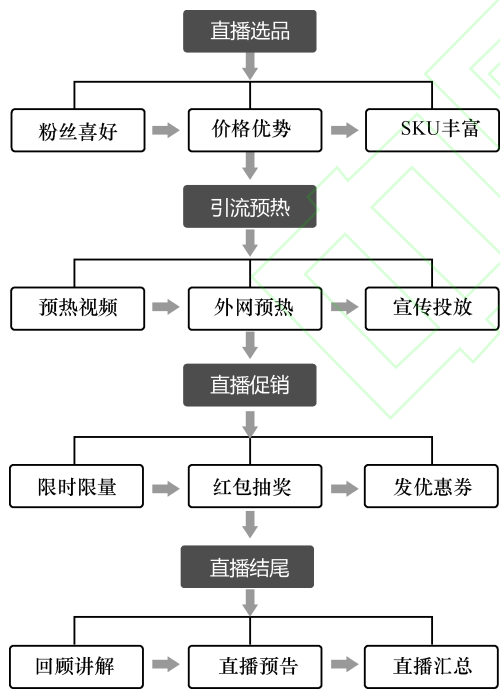 直播选品
粉丝喜好
价格优势
SKU丰富
引流预热
预热视频
外网预热
宣传投放
直播促销
限时限量
红包抽奖
发优惠券
直播结尾
回顾讲解
直播预告
直播汇总